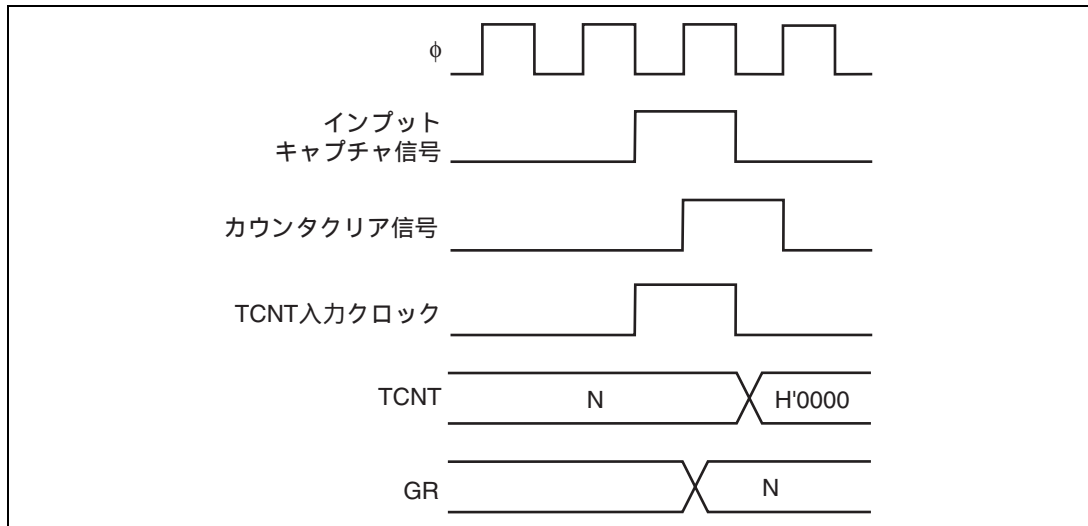 φ
インプット
キャプチャ信号
カウンタクリア信号
TCNT入力クロック
TCNT
N
H'0000
GR
N